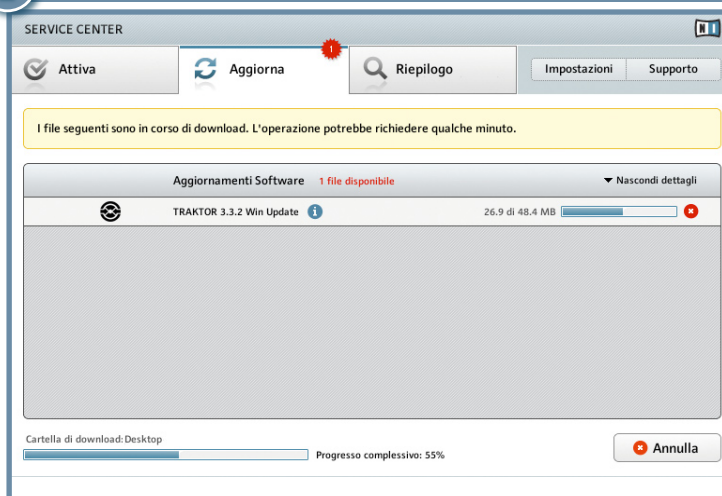 SERVICE CENTER
NI
Attiva
Aggiorna
1
Riepilogo
Impostazioni
Supporto
I file seguenti sono in corso di download. L'operazione potrebbe richiedere qualche minuto.
Aggiornamenti Software 1 file disponibile
Nascondi dettagli
TRAKTOR 3.3.2 Win Update i
26.9 di 48.4 MB
Cartella di download:Desktop
Progresso complessivo: 55%
Annulla